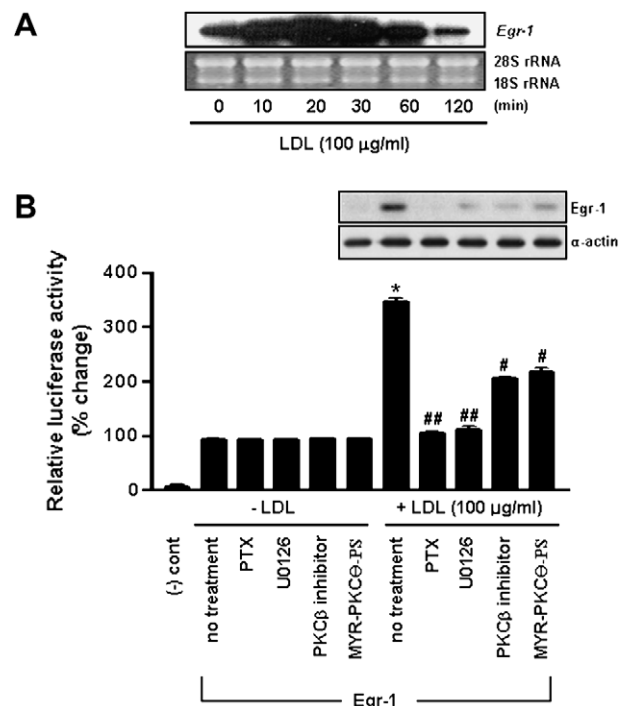 A
Egr-1
28S rRNA
18S rRNA
0 10 20 30 60 120 (min)
LDL (100 μg/ml)
B
Egr-1
α-actin
Relative luciferase activity
(% change)
400
300
200
100
0
*
##
##
#
#
- LDL
+ LDL (100 μg/ml)
(-) cont
no treatment
PTX
U0126
PKCβ inhibitor
MYR-PKCΘ-PS
no treatment
PTX
U0126
PKCβ inhibitor
MYR-PKCΘ-PS
Egr-1